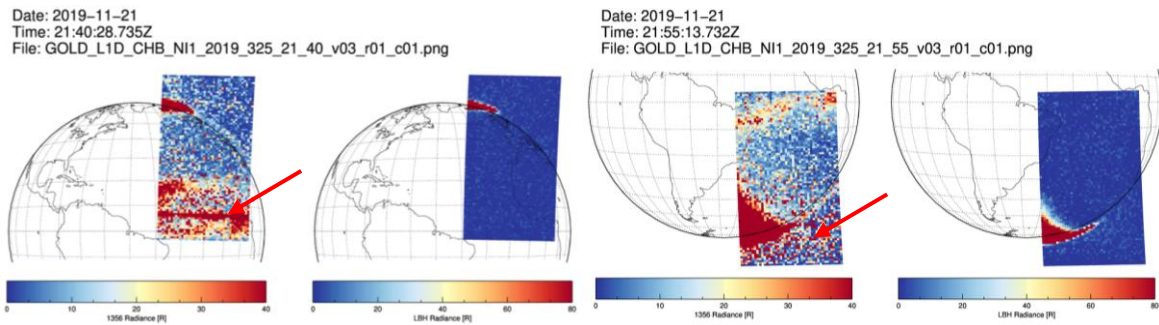 Date: 2019-11-21
Time: 21:40:28.735Z
File: GOLD_L1D_CHB_NI1_2019_325_21_40_v03_r01_c01.png
0 10 20 30 40
1356 Radiance [R]
0 20 40 60 80
LBH Radiance [R]
Date: 2019-11-21
Time: 21:55:13.732Z
File: GOLD_L1D_CHB_NI1_2019_325_21_55_v03_r01_c01.png
0 10 20 30 40
1356 Radiance [R]
0 20 40 60 80
LBH Radiance [R]